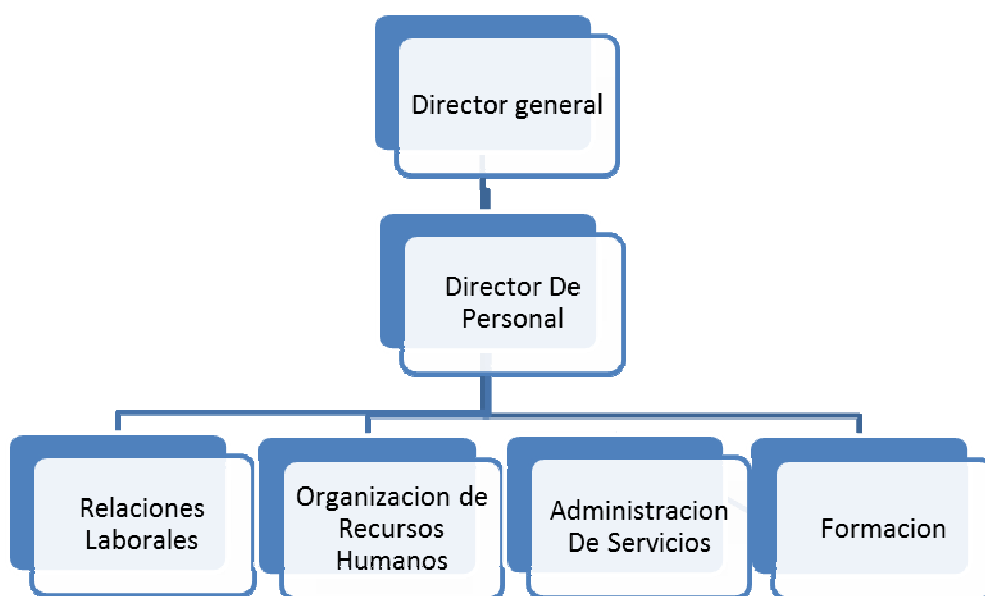 Director general
Director De
Personal
Relaciones
Laborales
Organizacion de
Recursos
Humanos
Administracion
De Servicios
Formacion